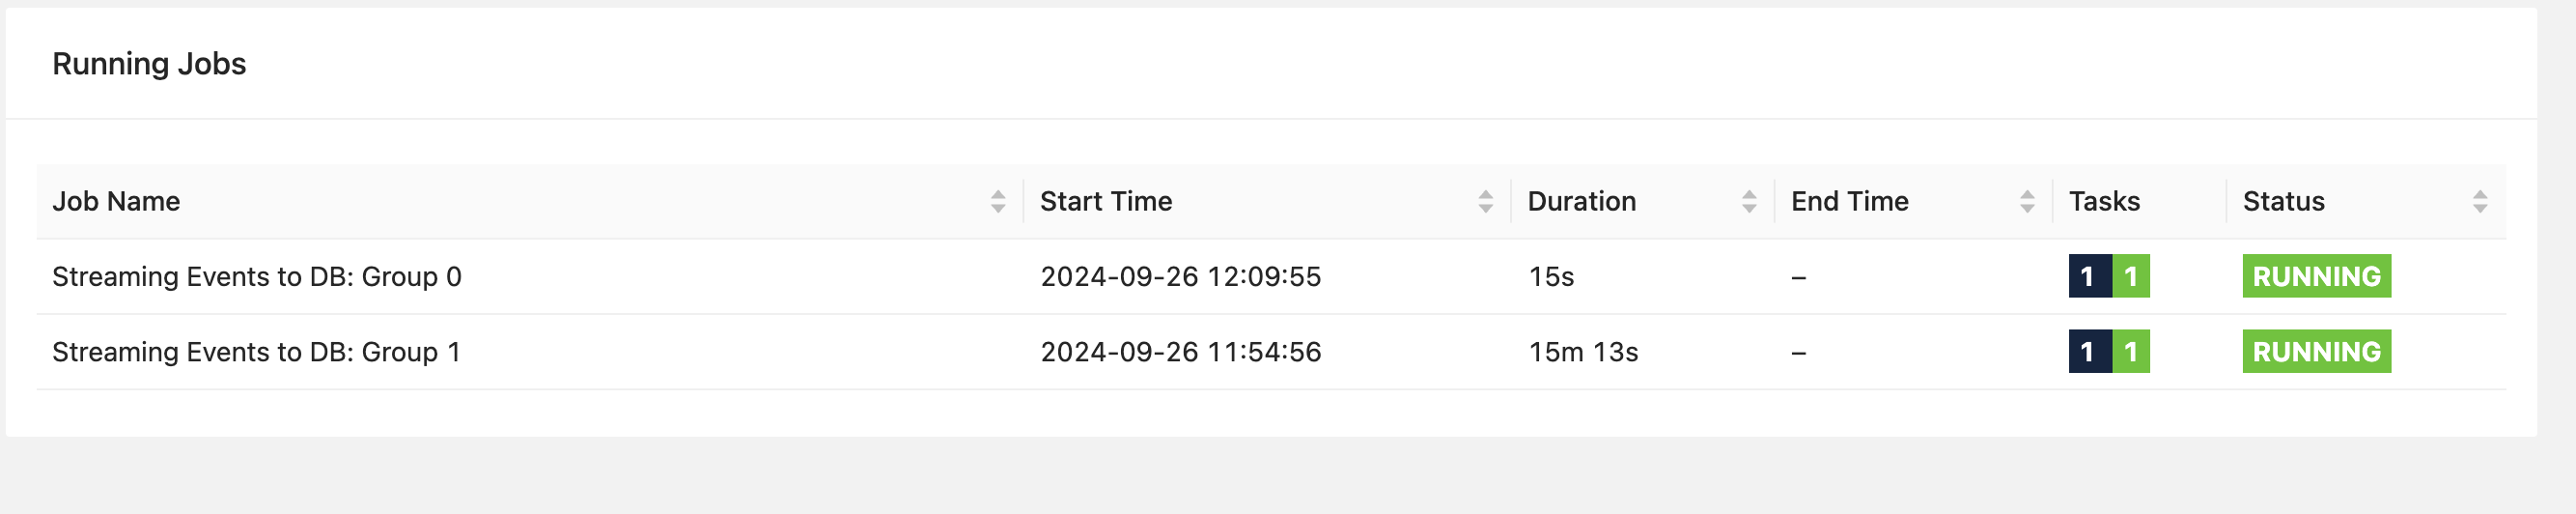 Running Jobs
Job Name Start Time Duration End Time Tasks Status
Streaming Events to DB: Group 0 2024-09-26 12:09:55 15s – 1 1 RUNNING
Streaming Events to DB: Group 1 2024-09-26 11:54:56 15m 13s – 1 1 RUNNING